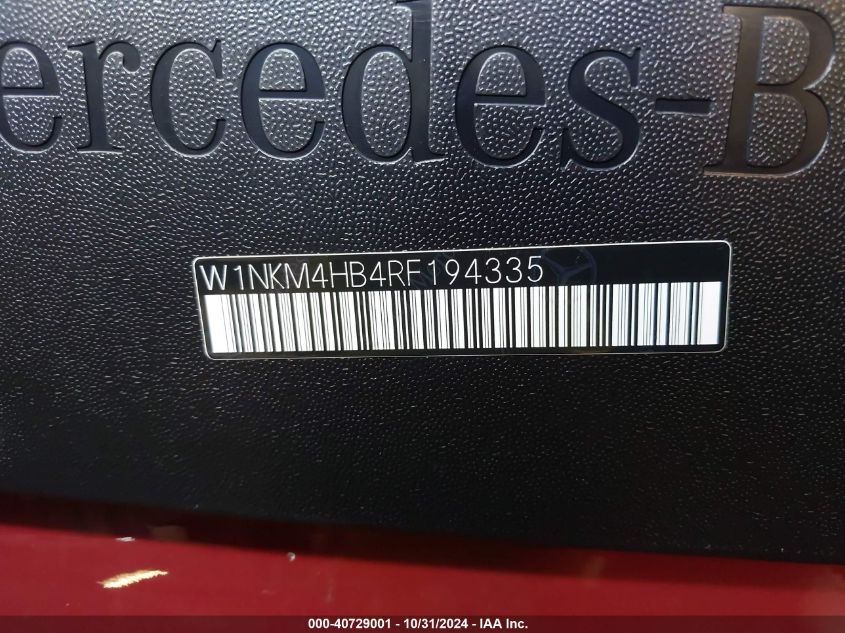 ercedes-B
W1NKM4HB4RF194335
000-40729001 - 10/31/2024 - IAA Inc.